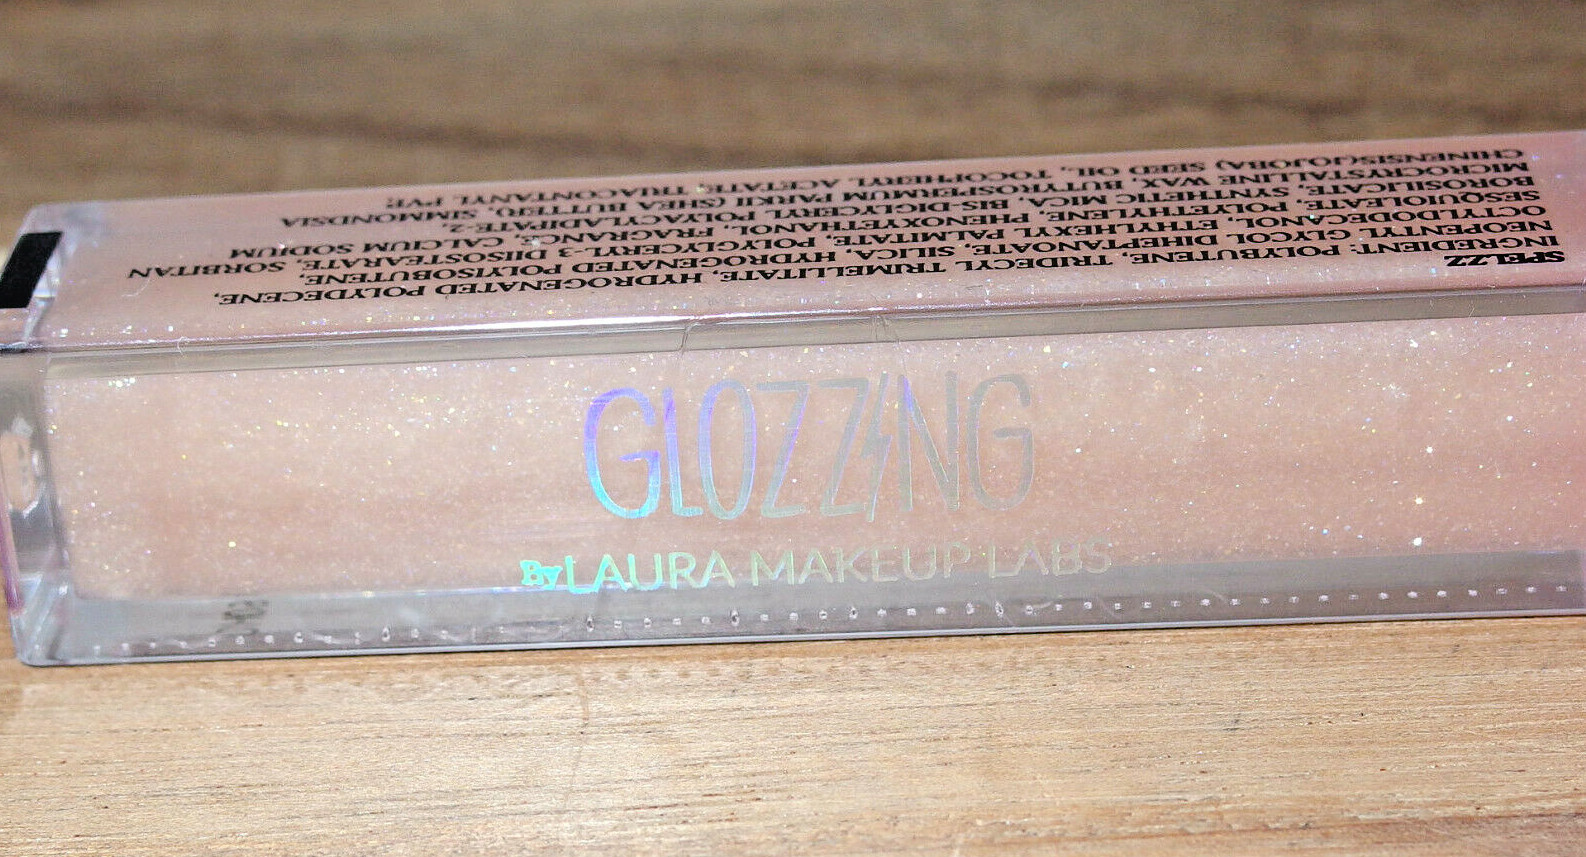 GLOZZING
By LAURA MAKEUP LABS
SPELZZ
INGREDIENT: POLYBUTENE, TRIDECYL TRIMELLITATE, HYDROGENATED POLYDECENE,
NEOPENTYL GLYCOL DIHEPTANOATE, SILICA, HYDROGENATED POLYISOBUTENE,
OCTYLDODECANOL, ETHYLHEXYL PALMITATE, POLYGLYCERYL-3 DIISOSTEARATE, SORBITAN
SESQUIOLEATE, POLYETHYLENE, PHENOXYETHANOL, FRAGRANCE, CALCIUM SODIUM
BOROSILICATE, SYNTHETIC MICA, BIS-DIGLYCERYL POLYACYLADIPATE-2,
MICROCRYSTALLINE WAX, BUTYROSPERMUM PARKII (SHEA BUTTER), SIMMONDSIA
CHINENSIS(JOJOBA) SEED OIL, TOCOPHERYL ACETATE, TRIACONTANYL PVP.